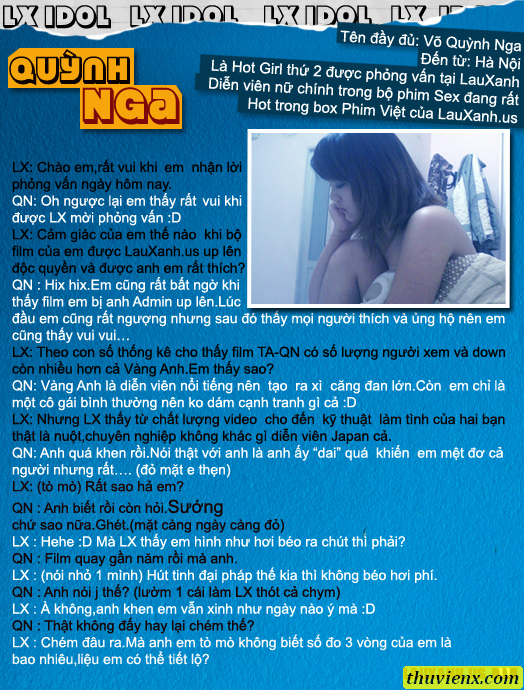 LX IDOL LX IDOL LX IDOL LX IDOL
Tên đầy đủ: Võ Quỳnh Nga
Đến từ: Hà Nội
Là Hot Girl thứ 2 được phỏng vấn tại LauXanh
Diễn viên nữ chính trong bộ phim Sex đang rất
Hot trong box Phim Việt của LauXanh.us
QUỲNH
NGA
LX: Chào em,rất vui khi em nhận lời
phỏng vấn ngày hôm nay.
QN: Oh ngược lại em thấy rất vui khi
được LX mời phỏng vấn :D
LX: Cảm giác của em thế nào khi bộ
film của em được LauXanh.us up lên
độc quyền và được anh em rất thích?
QN : Hix hix.Em cũng rất bất ngờ khi
thấy film em bị anh Admin up lên.Lúc
đầu em cũng rất ngượng nhưng sau đó thấy mọi người thích và ủng hộ nên em
cũng thấy vui vui…
LX: Theo con số thống kê cho thấy film TA-QN có số lượng người xem và down
còn nhiều hơn cả Vàng Anh.Em thấy sao?
QN: Vàng Anh là diễn viên nổi tiếng nên tạo ra xì căng đan lớn.Còn em chỉ là
một cô gái bình thường nên ko dám cạnh tranh gì cả :D
LX: Nhưng LX thấy từ chất lượng video cho đến kỹ thuật làm tình của hai bạn
thật là nuột,chuyên nghiệp không khác gì diễn viên Japan cả.
QN: Anh quá khen rồi.Nói thật với anh là anh ấy “dai” quá khiến em mệt đơ cả
người nhưng rất…. (đỏ mặt e thẹn)
LX: (tò mò) Rất sao hả em?
QN : Anh biết rồi còn hỏi.Sướng
chứ sao nữa.Ghét.(mặt càng ngày càng đỏ)
LX : Hehe :D Mà LX thấy em hình như hơi béo ra chút thì phải?
QN : Film quay gần năm rồi mà anh.
LX : (nói nhỏ 1 mình) Hút tinh đại pháp thế kia thì không béo hơi phí.
QN : Anh nói j thế? (lườm 1 cái làm LX thót cả chym)
LX : À không,anh khen em vẫn xinh như ngày nào ý mà :D
QN : Thật không đấy hay lại chém thế?
LX : Chém đâu ra.Mà anh em tò mò không biết số đo 3 vòng của em là
bao nhiêu,liệu em có thể tiết lộ?
thuvienx.com